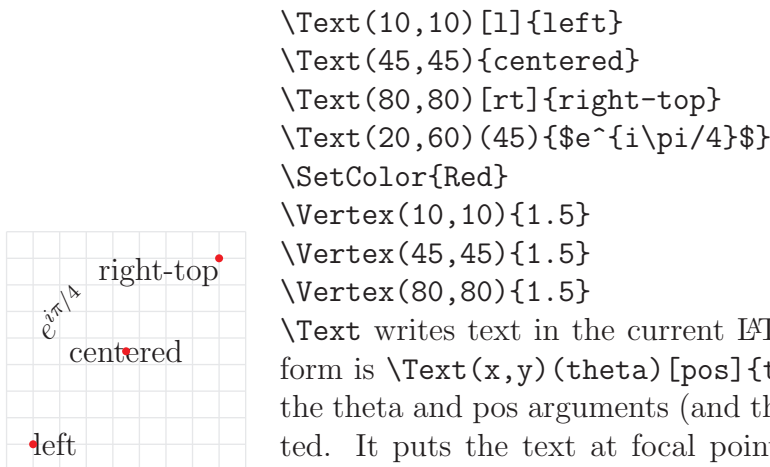 \Text(10,10)[l]{left}
\Text(45,45){centered}
\Text(80,80)[rt]{right-top}
\Text(20,60)(45){$e^{i\pi/4}$}
\SetColor{Red}
\Vertex(10,10){1.5}
\Vertex(45,45){1.5}
\Vertex(80,80){1.5}
\Text writes text in the current
form is \Text(x,y)(theta)[pos]{
the theta and pos arguments (and
ted. It puts the text at focal
right-top
e^{iπ/4}
centered
left